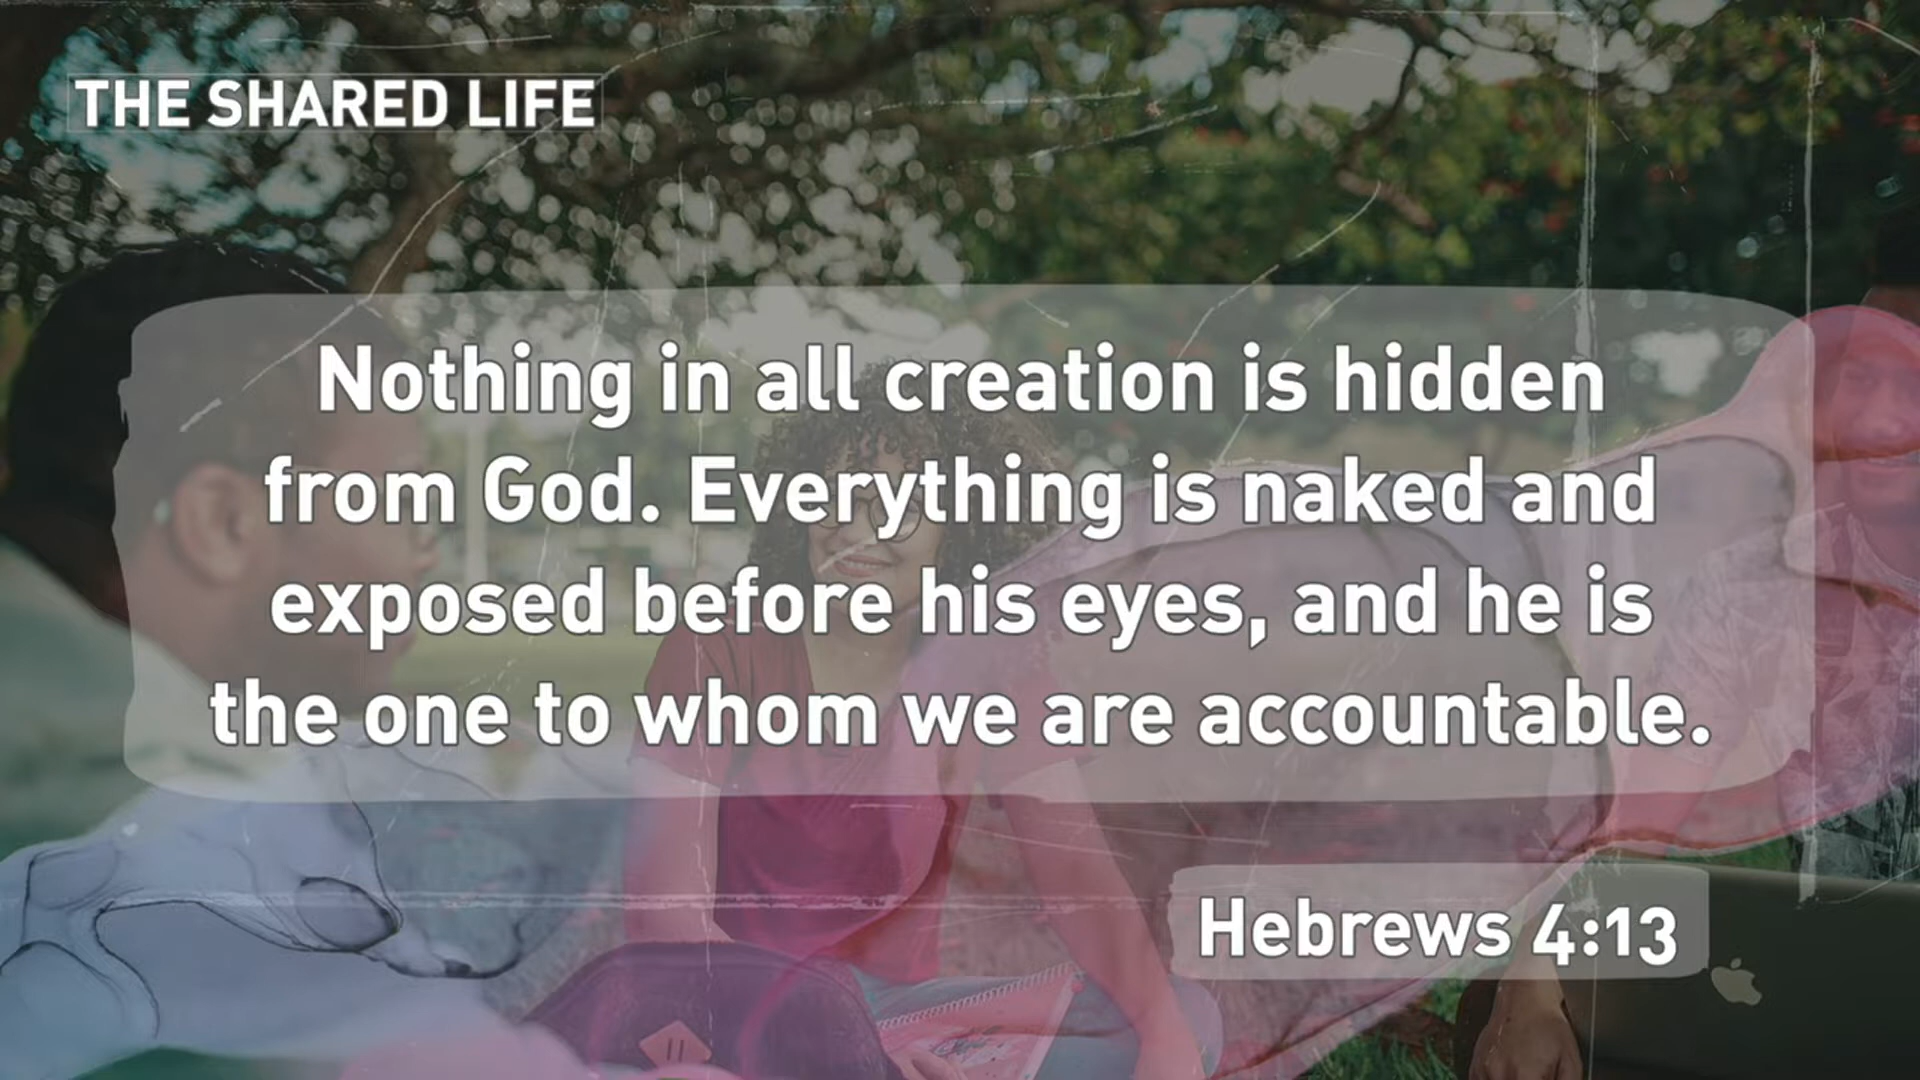 THE SHARED LIFE
Nothing in all creation is hidden
from God. Everything is naked and
exposed before his eyes, and he is
the one to whom we are accountable.
Hebrews 4:13